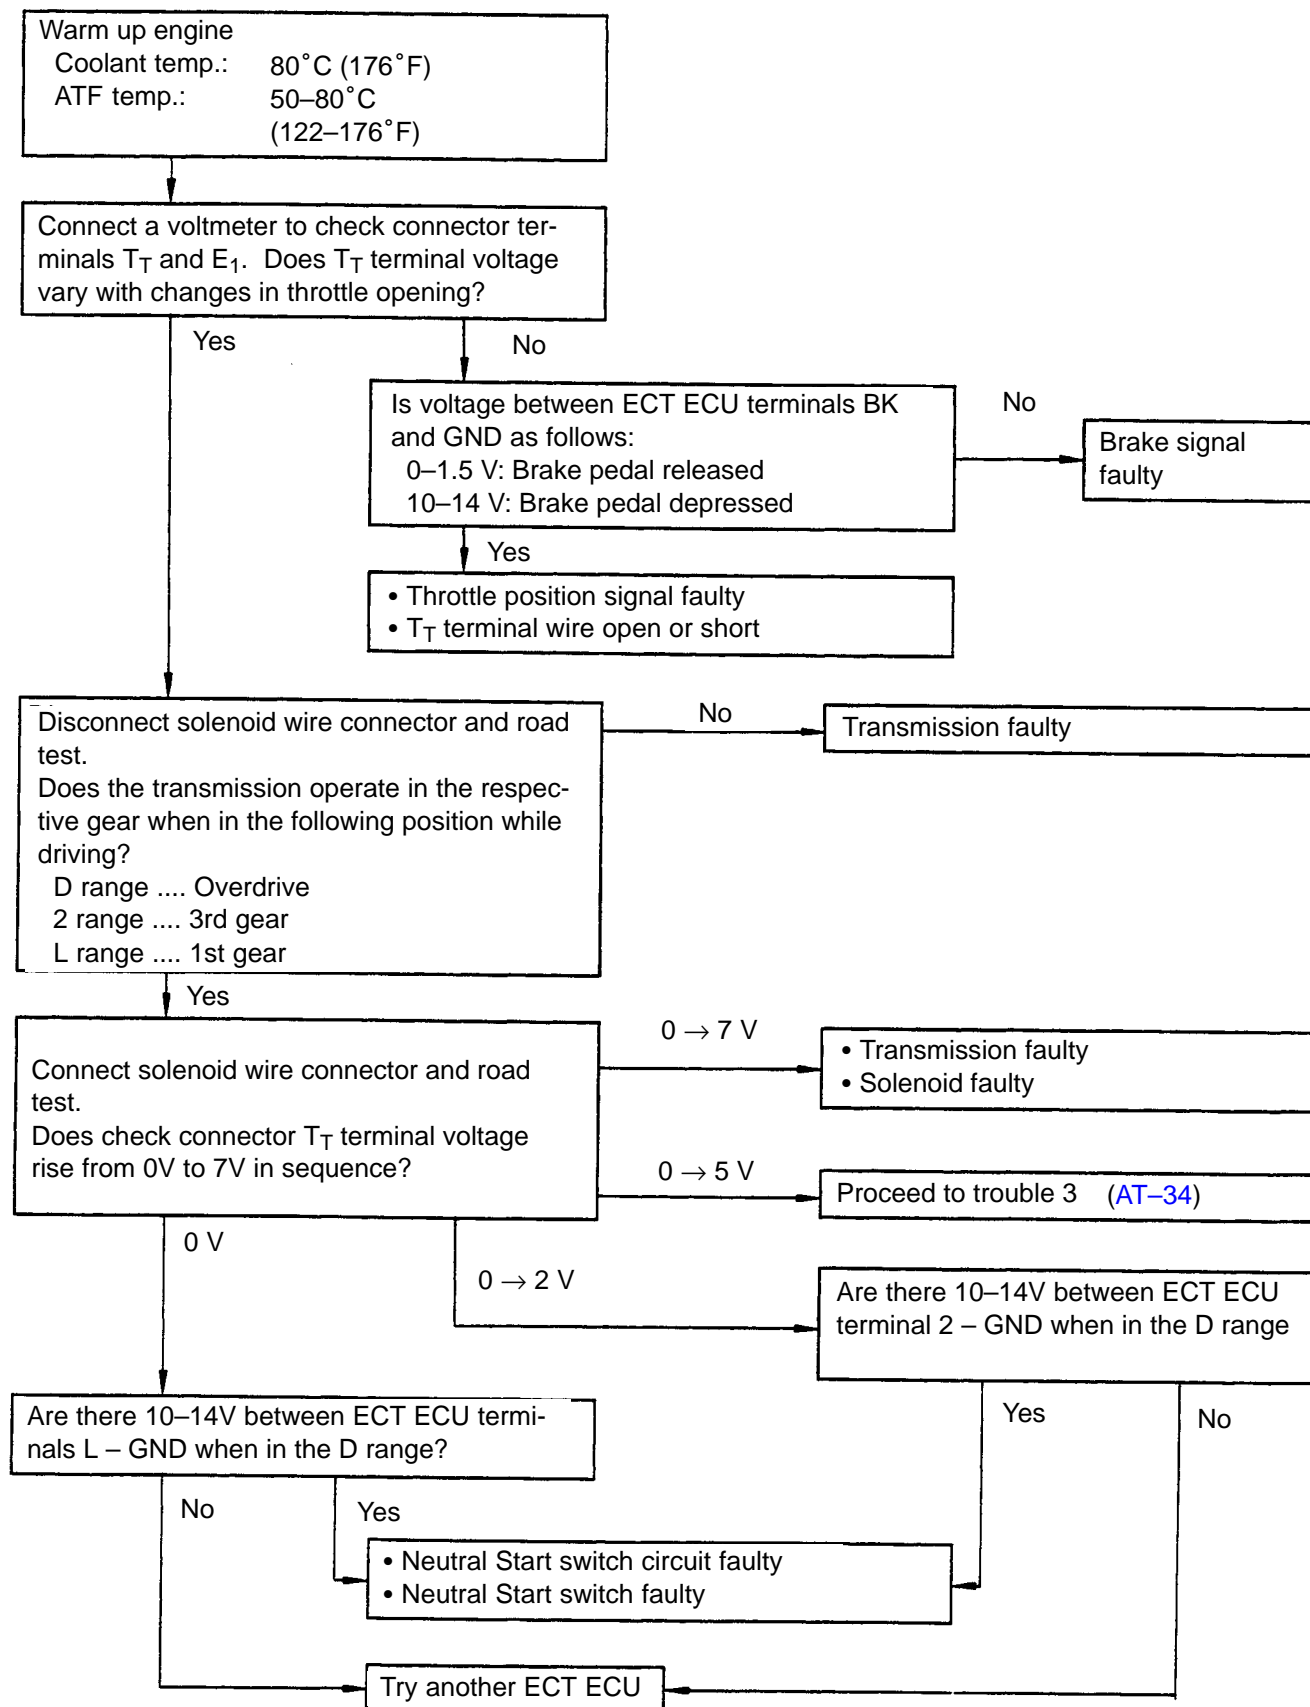 Warm up engine
Coolant temp.: 80˚C (176˚F)
ATF temp.: 50–80˚C
(122–176˚F)
Connect a voltmeter to check connector ter-
minals TT and E1. Does TT terminal voltage
vary with changes in throttle opening?
Yes
No
Is voltage between ECT ECU terminals BK
and GND as follows:
0–1.5 V: Brake pedal released
10–14 V: Brake pedal depressed
No
Brake signal
faulty
Yes
• Throttle position signal faulty
• TT terminal wire open or short
Disconnect solenoid wire connector and road
test.
Does the transmission operate in the respec-
tive gear when in the following position while
driving?
D range .... Overdrive
2 range .... 3rd gear
L range .... 1st gear
No
Transmission faulty
Yes
Connect solenoid wire connector and road
test.
Does check connector TT terminal voltage
rise from 0V to 7V in sequence?
0 → 7 V
• Transmission faulty
• Solenoid faulty
0 → 5 V
Proceed to trouble 3 (AT–34)
0 V
0 → 2 V
Are there 10–14V between ECT ECU
terminal 2 – GND when in the D range
Are there 10–14V between ECT ECU termi-
nals L – GND when in the D range?
Yes
No
No
Yes
• Neutral Start switch circuit faulty
• Neutral Start switch faulty
Try another ECT ECU